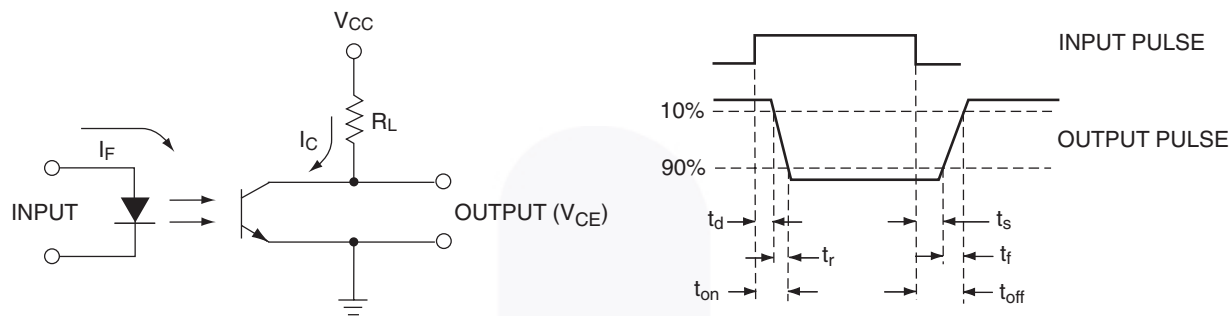 VCC
RL
IC
IF
INPUT
OUTPUT (VCE)
INPUT PULSE
10%
OUTPUT PULSE
90%
td
ts
tr
tf
ton
toff